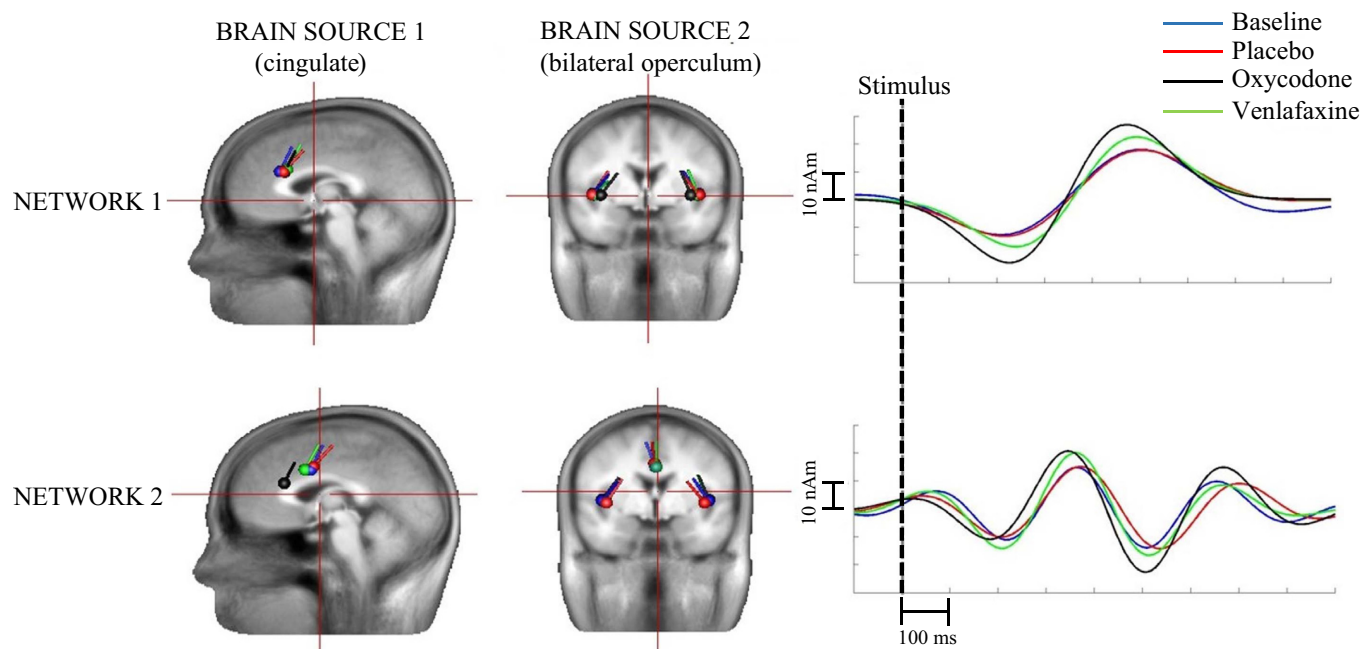 BRAIN SOURCE 1
(cingulate)
BRAIN SOURCE 2
(bilateral operculum)
Baseline
Placebo
Oxycodone
Venlafaxine
Stimulus
NETWORK 1
10 nAm
NETWORK 2
10 nAm
100 ms